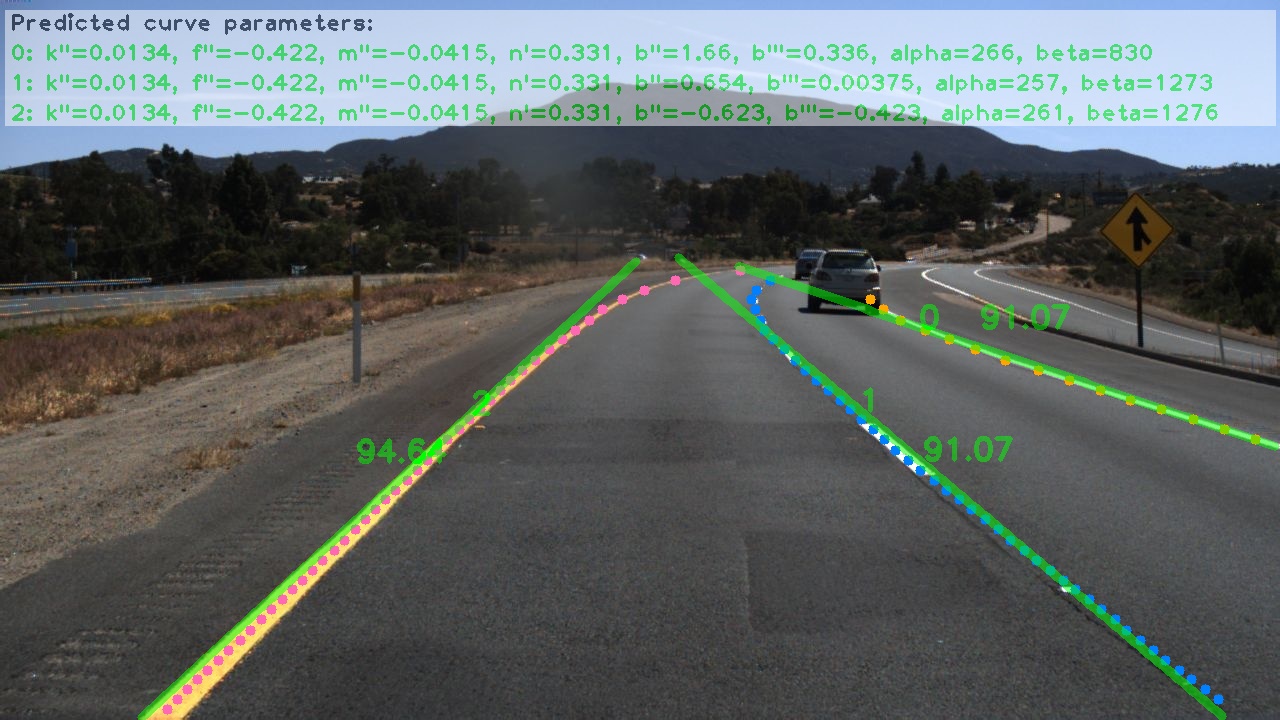 Predicted curve parameters:
0: k''=0.0134, f''=-0.422, m''=-0.0415, n'=0.331, b''=1.66, b'''=0.336, alpha=266, beta=830
1: k''=0.0134, f''=-0.422, m''=-0.0415, n'=0.331, b''=0.654, b'''=0.00375, alpha=257, beta=1273
2: k''=0.0134, f''=-0.422, m''=-0.0415, n'=0.331, b''=-0.623, b'''=-0.423, alpha=261, beta=1276
0 91.07
2
1
94.64
91.07